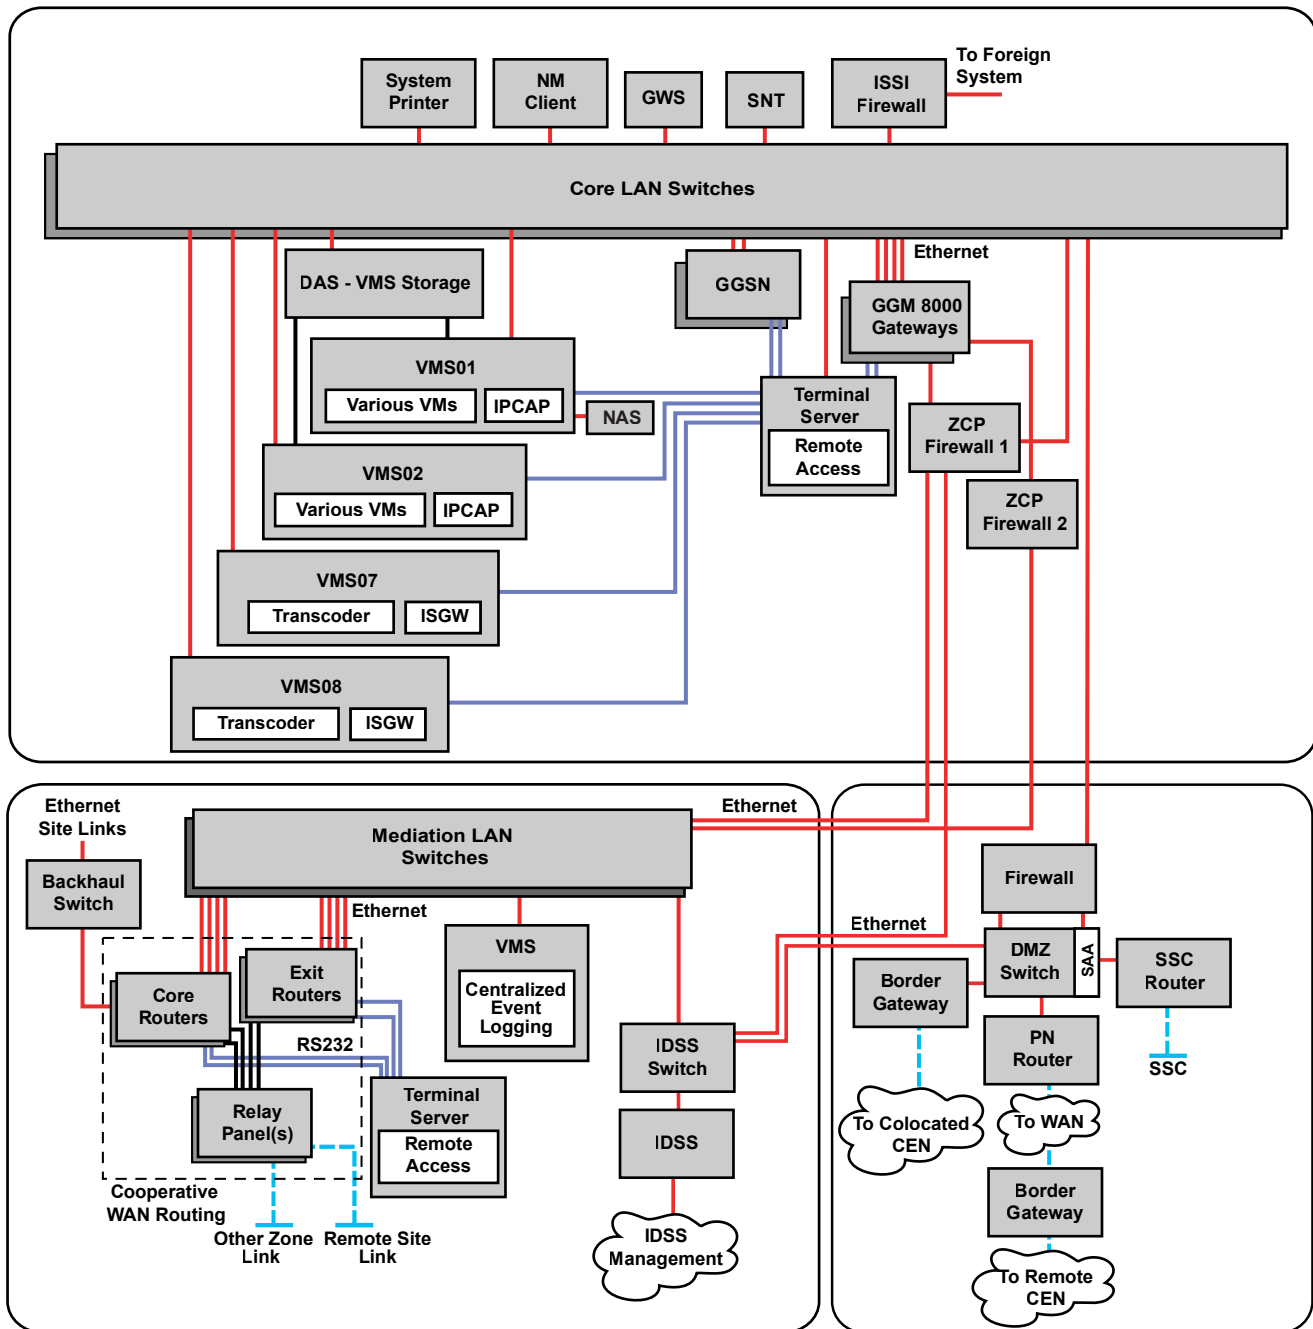 System
Printer
NM
Client
GWS
SNT
ISSI
Firewall
To Foreign
System
Core LAN Switches
Ethernet
DAS - VMS Storage
GGSN
GGM 8000
Gateways
VMS01
Various VMs
IPCAP
NAS
Terminal
Server
Remote
Access
ZCP
Firewall 1
VMS02
Various VMs
IPCAP
ZCP
Firewall 2
VMS07
Transcoder
ISGW
VMS08
Transcoder
ISGW
Ethernet
Site Links
Backhaul
Switch
Mediation LAN
Switches
Ethernet
Ethernet
Core
Routers
Exit
Routers
VMS
Centralized
Event
Logging
RS232
Relay
Panel(s)
Terminal
Server
Remote
Access
Cooperative
WAN Routing
Other Zone
Link
Remote Site
Link
IDSS
Switch
IDSS
IDSS
Management
Firewall
Ethernet
DMZ
Switch
SAA
SSC
Router
Border
Gateway
PN
Router
SSC
To Colocated
CEN
To WAN
Border
Gateway
To Remote
CEN